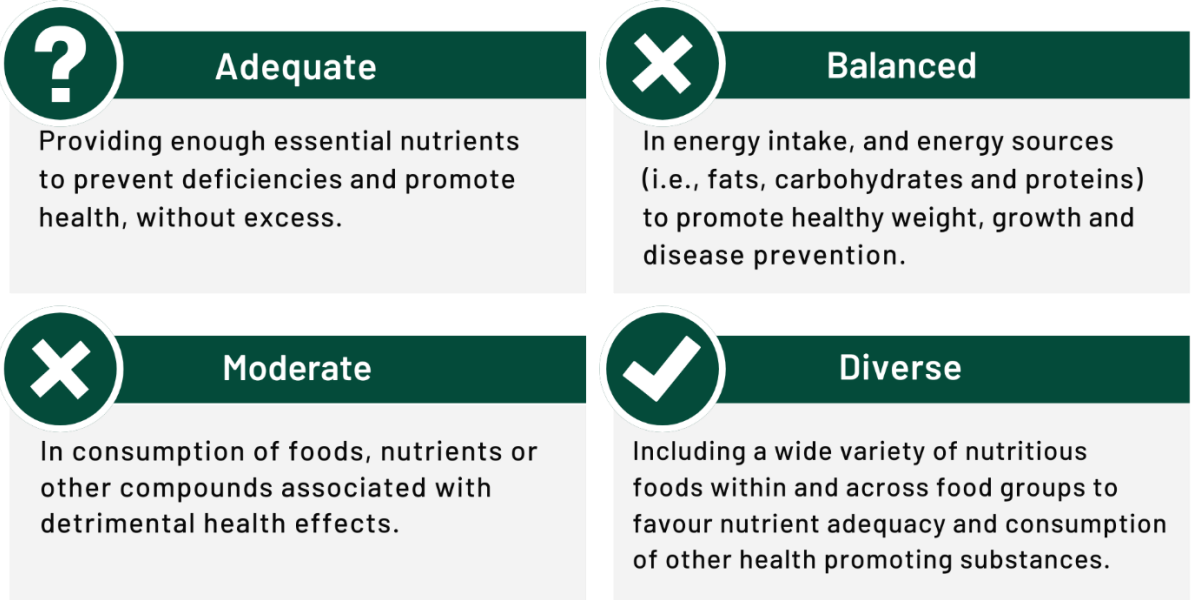 Adequate
Providing enough essential nutrients
to prevent deficiencies and promote
health, without excess.
Balanced
In energy intake, and energy sources
(i.e., fats, carbohydrates and proteins)
to promote healthy weight, growth and
disease prevention.
Moderate
In consumption of foods, nutrients or
other compounds associated with
detrimental health effects.
Diverse
Including a wide variety of nutritious
foods within and across food groups to
favour nutrient adequacy and consumption
of other health promoting substances.